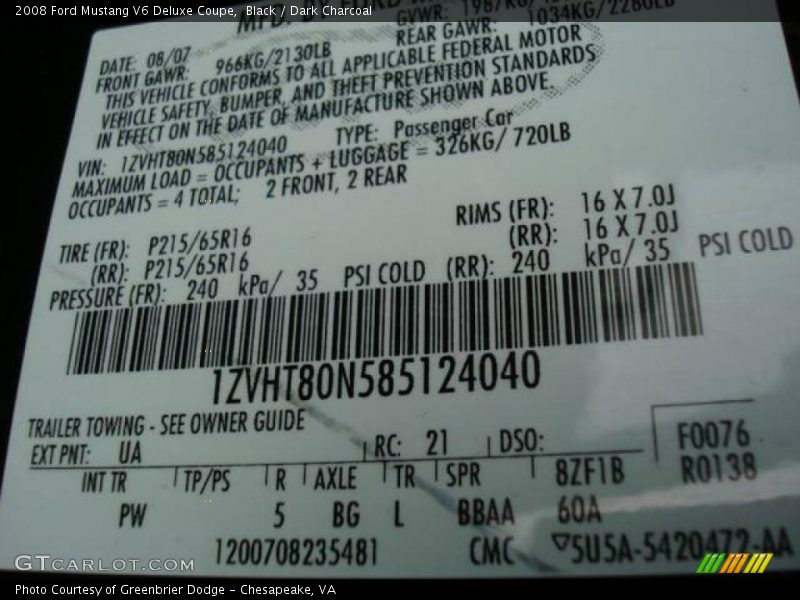 2008 Ford Mustang V6 Deluxe Coupe, Black / Dark Charcoal
DATE: 08/07
FRONT GAWR: 966KG/2130LB REAR GAWR: 1034KG/2280LB
THIS VEHICLE CONFORMS TO ALL APPLICABLE FEDERAL MOTOR
VEHICLE SAFETY, BUMPER, AND THEFT PREVENTION STANDARDS
IN EFFECT ON THE DATE OF MANUFACTURE SHOWN ABOVE.
VIN: 1ZVHT80N585124040 TYPE: Passenger Car
MAXIMUM LOAD = OCCUPANTS + LUGGAGE = 326KG/ 720LB
OCCUPANTS = 4 TOTAL; 2 FRONT, 2 REAR
TIRE (FR): P215/65R16 RIMS (FR): 16 X 7.0J
(RR): P215/65R16 (RR): 16 X 7.0J
PRESSURE (FR): 240 kPa/ 35 PSI COLD (RR): 240 kPa/ 35 PSI COLD
1ZVHT80N585124040
TRAILER TOWING - SEE OWNER GUIDE
EXT PNT: UA RC: 21 DSO: F0076
INT TR TP/PS R AXLE TR SPR 8ZF1B R0138
PW 5 BG L BBAA 60A
1200708235481 CMC 5U5A-5420472-AA
GTCARLOT.COM
Photo Courtesy of Greenbrier Dodge - Chesapeake, VA